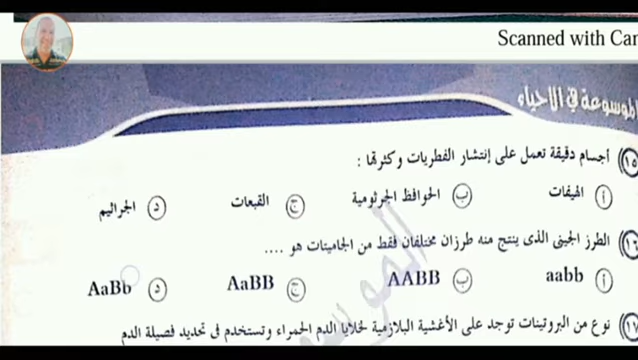 Scanned with Car
الموسوعة في الاحياء
١٥ أجسام دقيقة تعمل على إنتشار الفطريات وكثرتها :
أ الهيفات ب الحوافظ الجرثومية ج القبعات د الجراثيم
١٦ الطرز الجينى الذى ينتج منه طرزان مختلفان فقط من الجاميتات هو ....
أ aabb ب AABB ج AaBB د AaBb
١٧ نوع من البروتينات توجد على الأغشية البلازمية لخلايا الدم الحمراء وتستخدم فى تحديد فصيلة الدم
الموسو